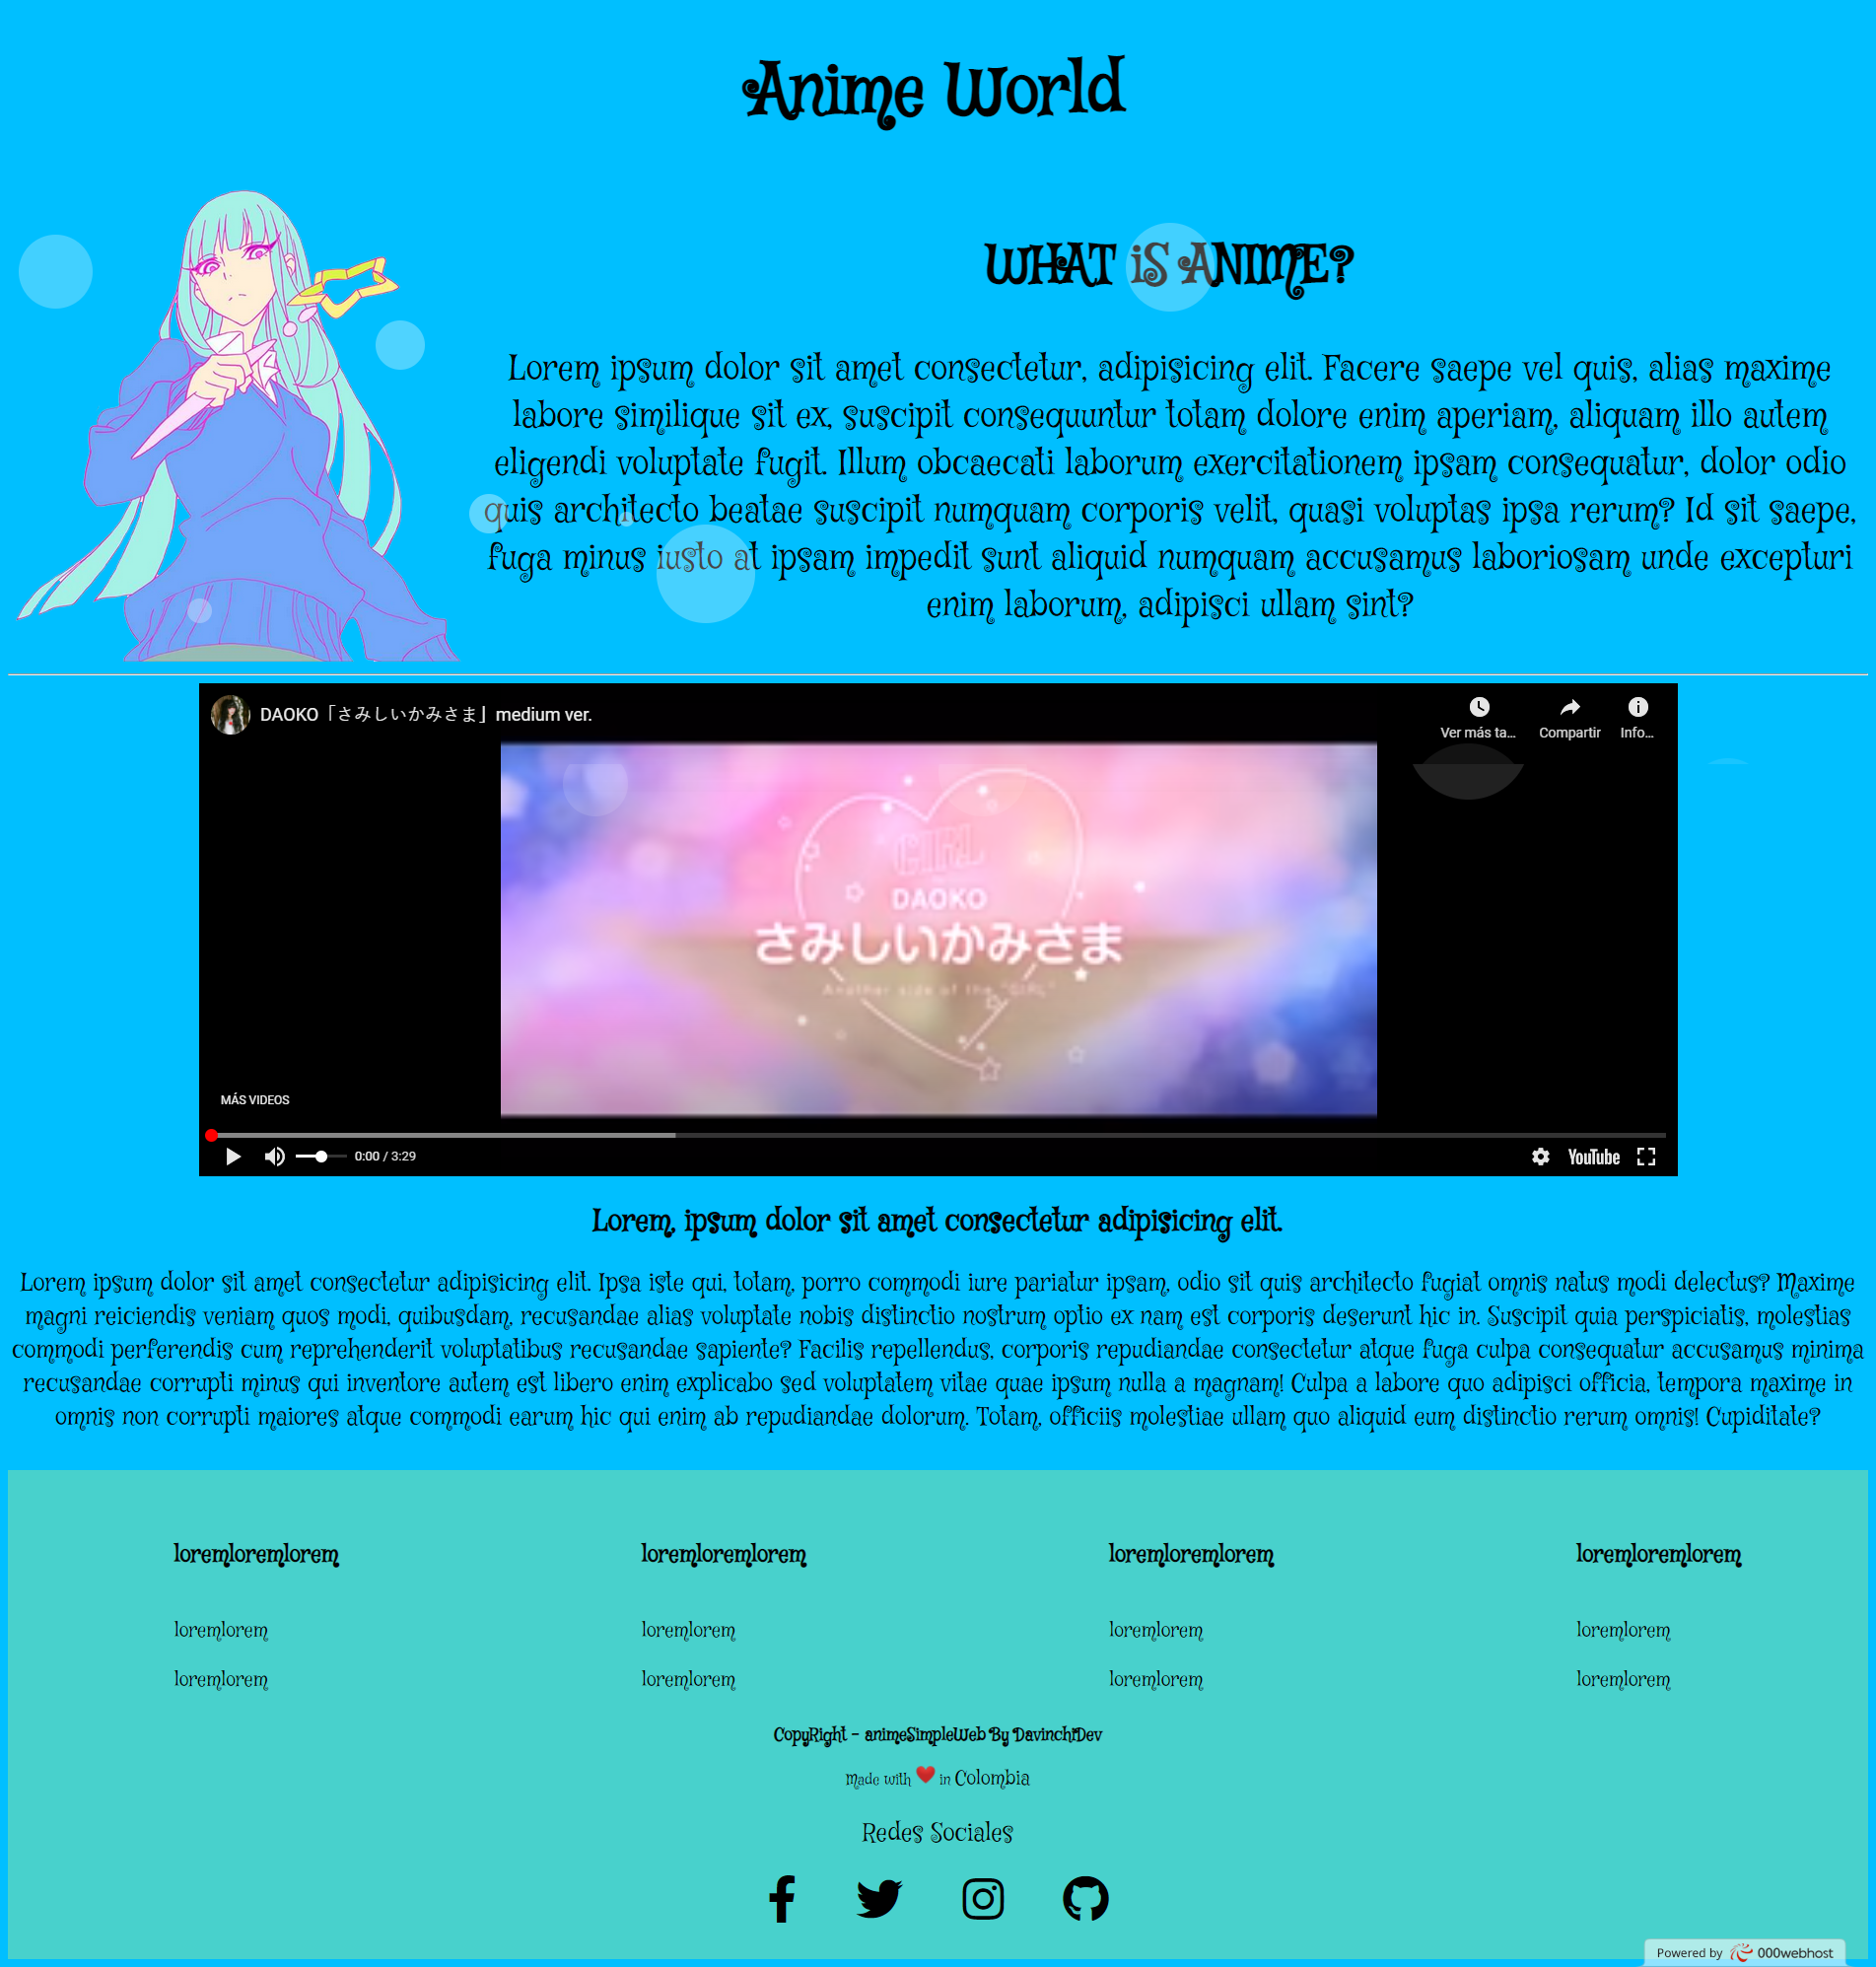 Anime World
WHAT iS ANIME?
Lorem ipsum dolor sit amet consectetur, adipisicing elit. Facere saepe vel quis, alias maxime
labore similique sit ex, suscipit consequuntur totam dolore enim aperiam, aliquam illo autem
eligendi voluptate fugit. Illum obcaecati laborum exercitationem ipsam consequatur, dolor odio
quis architecto beatae suscipit numquam corporis velit, quasi voluptas ipsa rerum? Id sit saepe,
fuga minus iusto at ipsam impedit sunt aliquid numquam accusamus laboriosam unde excepturi
enim laborum, adipisci ullam sint?
DAOKO「さみしいかみさま」medium ver.
Ver más ta...
Compartir
Info...
GIRL
DAOKO
さみしいかみさま
Another side of the "GIRL"
MÁS VIDEOS
0:00 / 3:29
YouTube
Lorem, ipsum dolor sit amet consectetur adipisicing elit.
Lorem ipsum dolor sit amet consectetur adipisicing elit. Ipsa iste qui, totam, porro commodi iure pariatur ipsam, odio sit quis architecto fugiat omnis natus modi delectus? Maxime
magni reiciendis veniam quos modi, quibusdam, recusandae alias voluptate nobis distinctio nostrum optio ex nam est corporis deserunt hic in. Suscipit quia perspiciatis, molestias
commodi perferendis cum reprehenderit voluptatibus recusandae sapiente? Facilis repellendus, corporis repudiandae consectetur atque fuga culpa consequatur accusamus minima
recusandae corrupti minus qui inventore autem est libero enim explicabo sed voluptatem vitae quae ipsum nulla a magnam! Culpa a labore quo adipisci officia, tempora maxime in
omnis non corrupti maiores atque commodi earum hic qui enim ab repudiandae dolorum. Totam, officiis molestiae ullam quo aliquid eum distinctio rerum omnis! Cupiditate?
loremloremlorem
loremlorem
loremlorem
loremloremlorem
loremlorem
loremlorem
loremloremlorem
loremlorem
loremlorem
loremloremlorem
loremlorem
loremlorem
CopyRight - animeSimpleWeb By DavinchiDev
made with ❤️ in Colombia
Redes Sociales
Powered by 000webhost